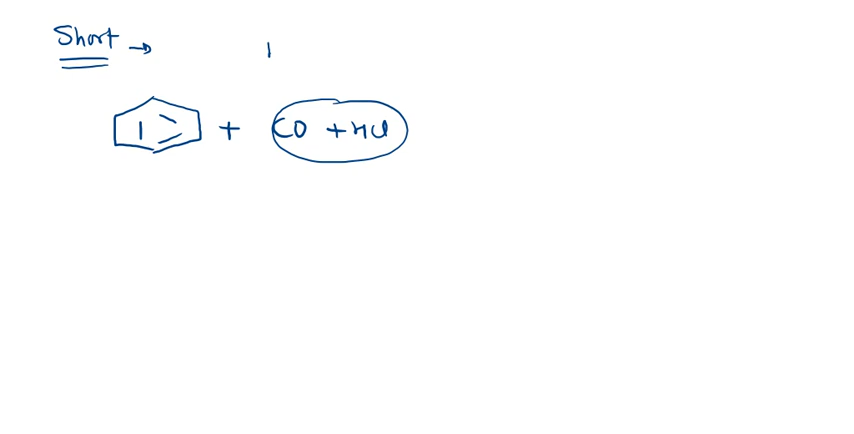 Short →
+ CO + HCl